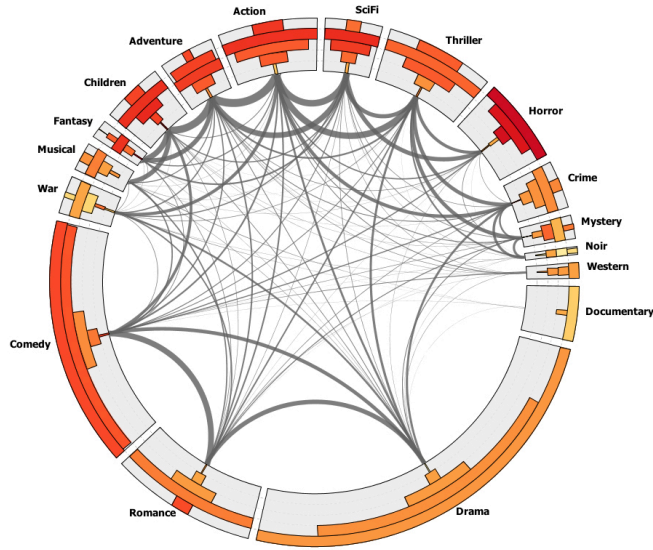 Action
SciFi
Thriller
Horror
Crime
Mystery
Noir
Western
Documentary
Drama
Romance
Comedy
War
Musical
Fantasy
Children
Adventure